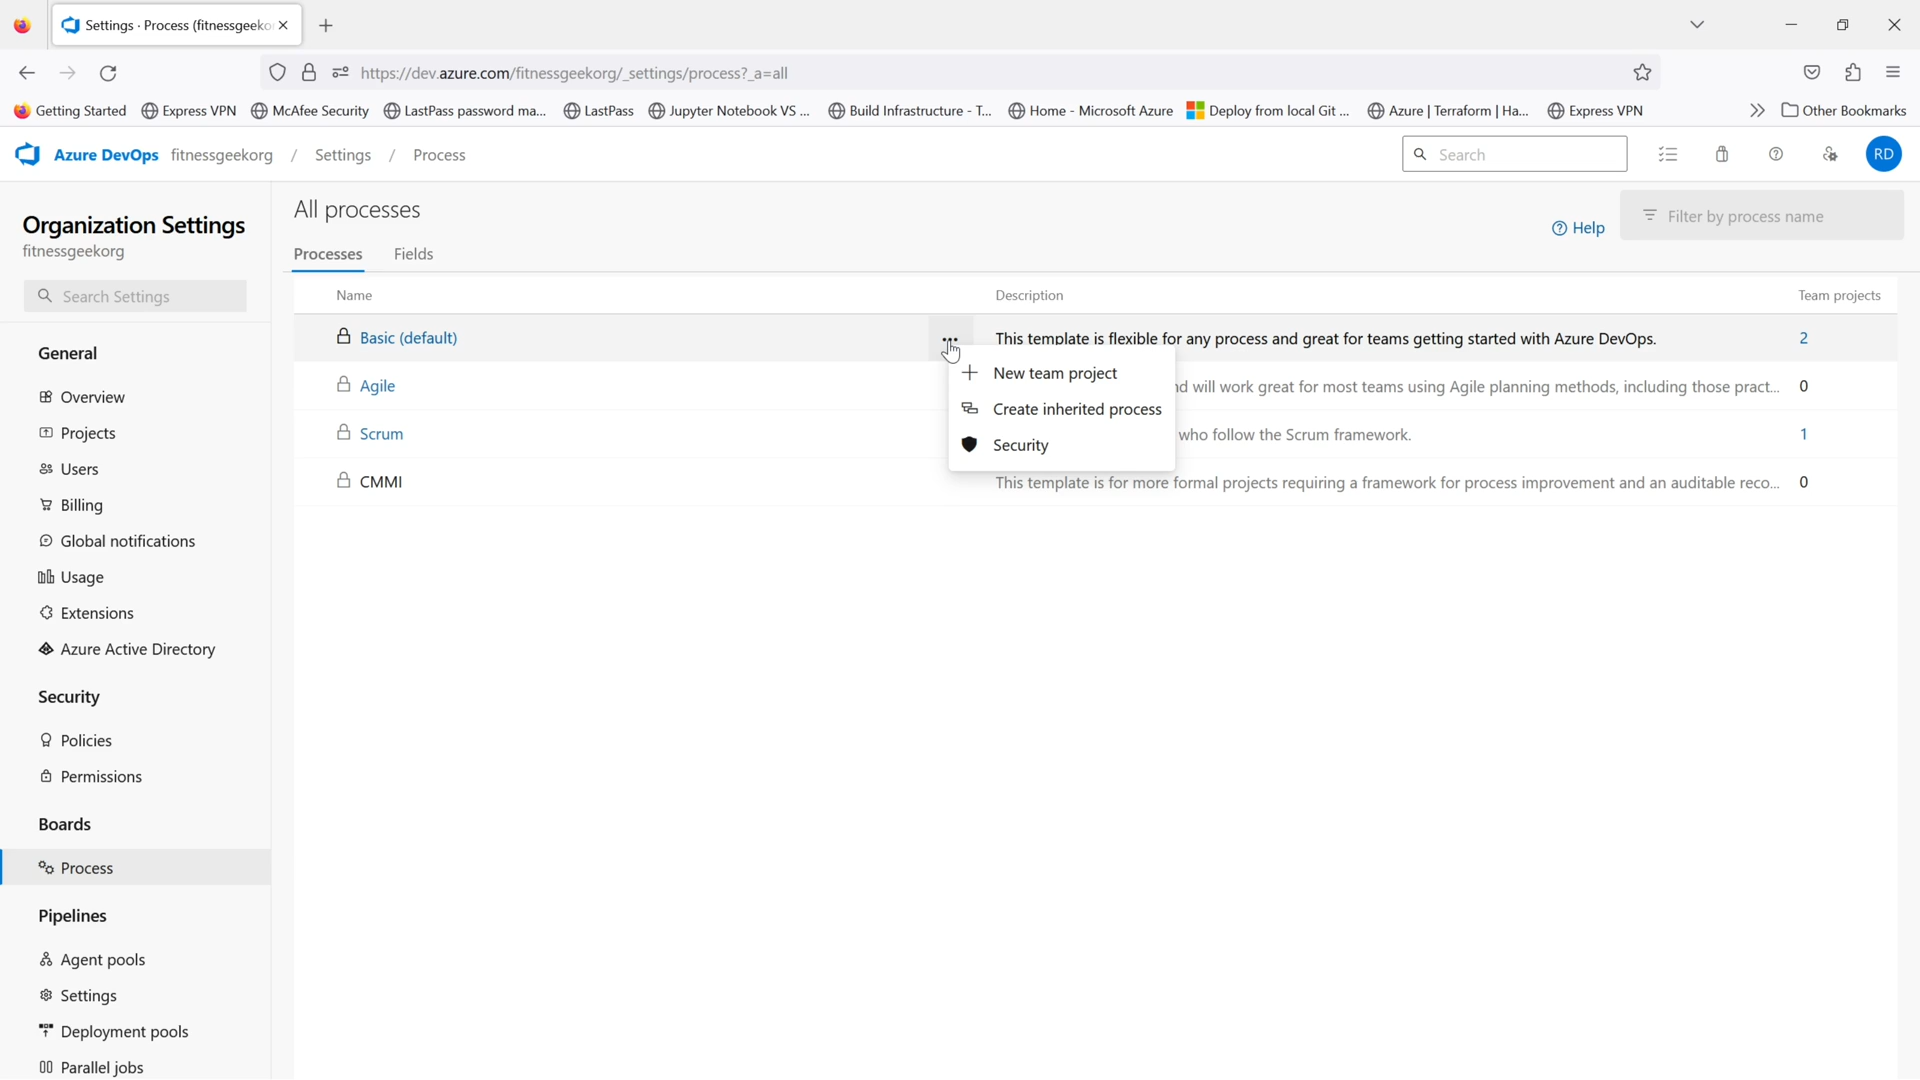 Settings · Process (fitnessgeeko
https://dev.azure.com/fitnessgeekorg/_settings/process?_a=all
Getting Started Express VPN McAfee Security LastPass password ma... LastPass Jupyter Notebook VS ... Build Infrastructure - T... Home - Microsoft Azure Deploy from local Git ... Azure | Terraform | Ha... Express VPN Other Bookmarks
Azure DevOps fitnessgeekorg / Settings / Process Search RD
Organization Settings
fitnessgeekorg
Search Settings
General
Overview
Projects
Users
Billing
Global notifications
Usage
Extensions
Azure Active Directory
Security
Policies
Permissions
Boards
Process
Pipelines
Agent pools
Settings
Deployment pools
Parallel jobs
All processes
Help
Filter by process name
Processes Fields
Name Description Team projects
Basic (default) ... This template is flexible for any process and great for teams getting started with Azure DevOps. 2
Agile will work great for most teams using Agile planning methods, including those pract... 0
Scrum who follow the Scrum framework. 1
CMMI This template is for more formal projects requiring a framework for process improvement and an auditable reco... 0
New team project
Create inherited process
Security